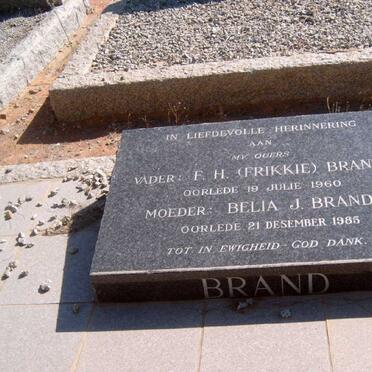 IN LIEFDEVOLLE HERINNERING
AAN
MY OUERS
VADER: F. H. (FRIKKIE) BRAND
OORLEDE 19 JULIE 1960
MOEDER: BELIA J. BRAND
OORLEDE 21 DESEMBER 1985
TOT IN EWIGHEID GOD DANK.
BRAND